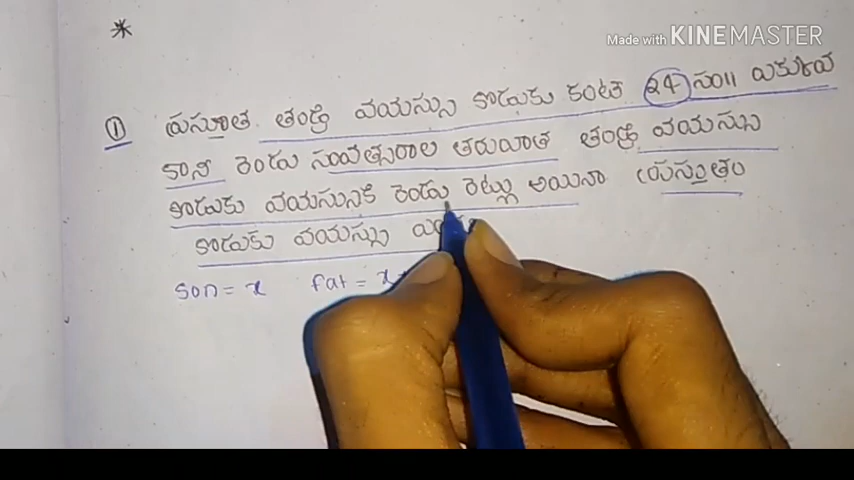 Made with KINEMASTER
*
① ప్రస్తుత తండ్రి వయస్సు కొడుకు కంటే 24 సం॥ ఎక్కువ
కానీ రెండు సంవత్సరాల తరువాత తండ్రి వయస్సు
కొడుకు వయసునకి రెండు రెట్లు అయినా ప్రస్తుతం
కొడుకు వయస్సు
son = x fat = x